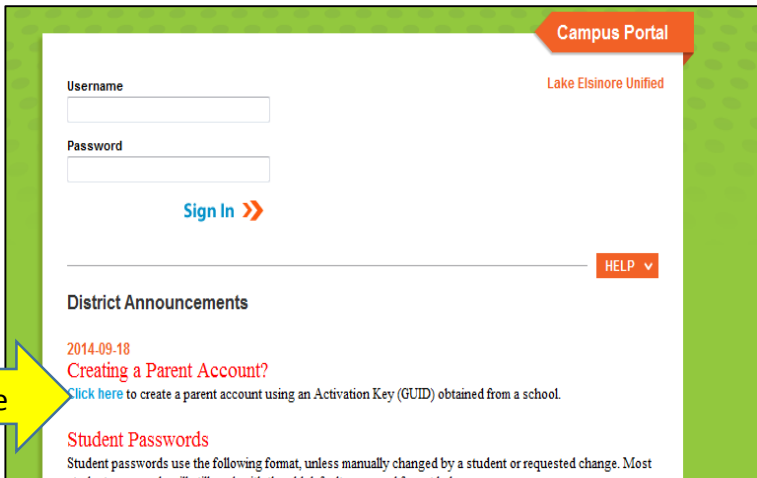 Campus Portal
Lake Elsinore Unified
Username
Password
Sign In
HELP
District Announcements
2014-09-18
Creating a Parent Account?
Click here to create a parent account using an Activation Key (GUID) obtained from a school.
Student Passwords
Student passwords use the following format, unless manually changed by a student or requested change. Most